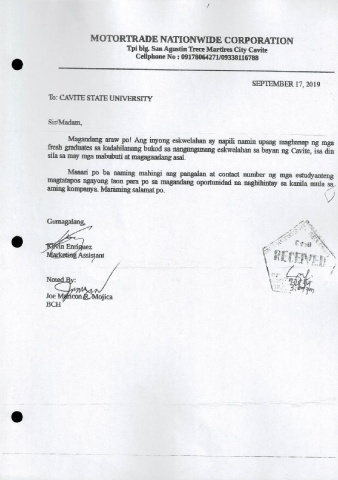 MOTORTRADE NATIONWIDE CORPORATION
Tpi blg. San Agustin Trece Martires City Cavite
Cellphone No : 09178064271/09338116788
SEPTEMBER 17, 2019
To: CAVITE STATE UNIVERSITY
Sir/Madam,
Magandang araw po! Ang inyong eskwelahan ay napili namin upang maghanap ng mga
fresh graduates sa kadahilanang bukod sa nangungunang eskwelahan sa bayan ng Cavite, isa din
sila sa may mga mabubuti at magagandang asal.
Maaari po ba naming mahingi ang pangalan at contact number ng mga estudyanteng
magtatapos ngayong taon para po sa magandang oportunidad na naghihintay sa kanila mula sa
aming kompanya. Maraming salamat po.
Gumagalang,
Kevin Enriquez
Marketing Assistant
Noted By:
Joe Mojica
BCH
RECEIVED